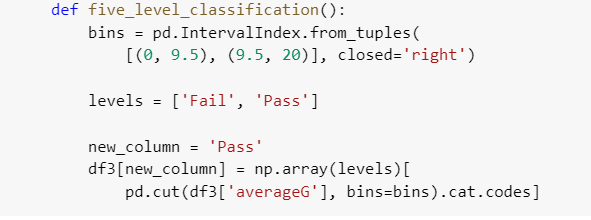 def five_level_classification():
bins = pd.IntervalIndex.from_tuples(
[(0, 9.5), (9.5, 20)], closed='right')
levels = ['Fail', 'Pass']
new_column = 'Pass'
df3[new_column] = np.array(levels)[
pd.cut(df3['averageG'], bins=bins).cat.codes]